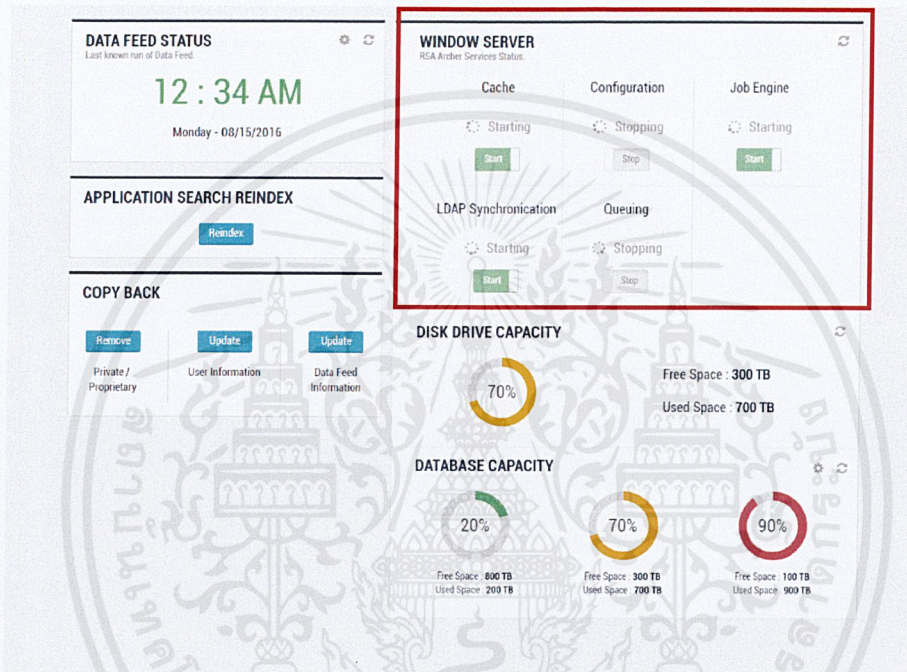 DATA FEED STATUS
Last known run of Data Feed.
12 : 34 AM
Monday - 08/15/2016
APPLICATION SEARCH REINDEX
Reindex
COPY BACK
Remove
Update
Update
Private /
Proprietary
User Information
Data Feed
Information
WINDOW SERVER
RSA Archer Services Status.
Cache
Configuration
Job Engine
Starting
Stopping
Starting
Start
Stop
Start
LDAP Synchronication
Queuing
Starting
Stopping
Start
Stop
DISK DRIVE CAPACITY
70%
Free Space : 300 TB
Used Space : 700 TB
DATABASE CAPACITY
20%
70%
90%
Free Space : 800 TB
Used Space : 200 TB
Free Space : 300 TB
Used Space : 700 TB
Free Space : 100 TB
Used Space : 900 TB